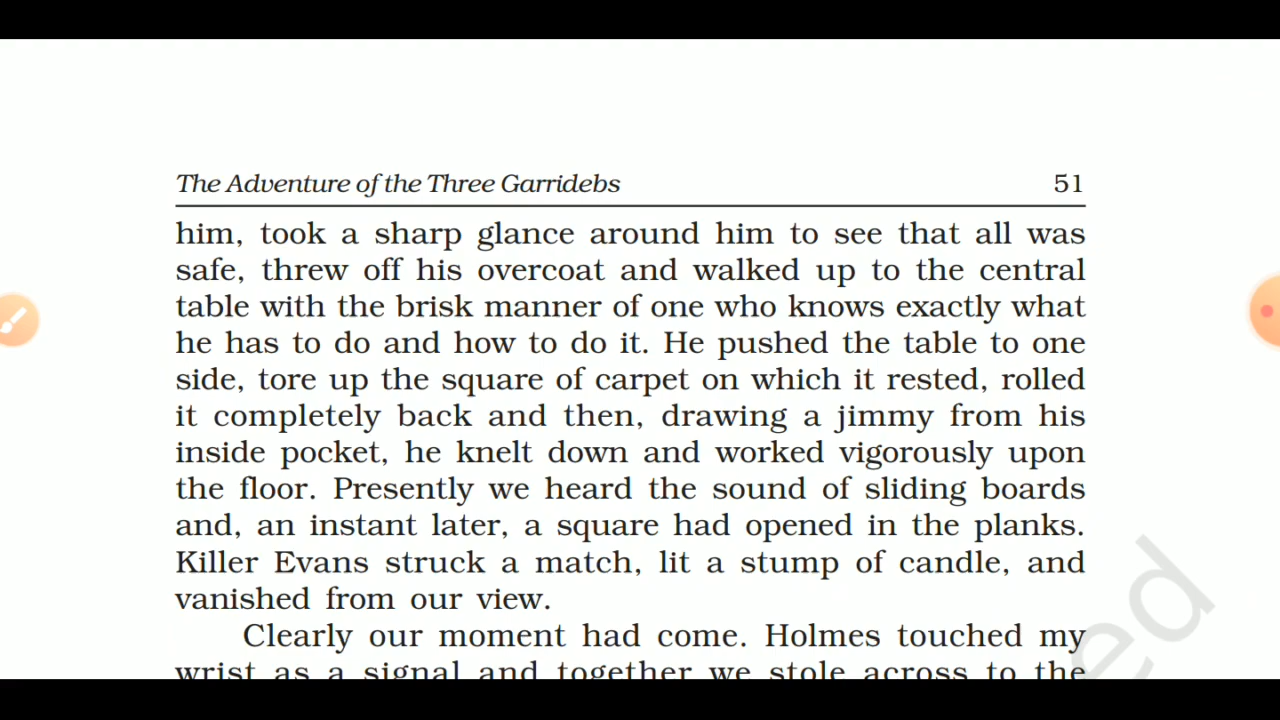 The Adventure of the Three Garridebs 51
him, took a sharp glance around him to see that all was
safe, threw off his overcoat and walked up to the central
table with the brisk manner of one who knows exactly what
he has to do and how to do it. He pushed the table to one
side, tore up the square of carpet on which it rested, rolled
it completely back and then, drawing a jimmy from his
inside pocket, he knelt down and worked vigorously upon
the floor. Presently we heard the sound of sliding boards
and, an instant later, a square had opened in the planks.
Killer Evans struck a match, lit a stump of candle, and
vanished from our view.
Clearly our moment had come. Holmes touched my
wrist as a signal and together we stole across to the
ed